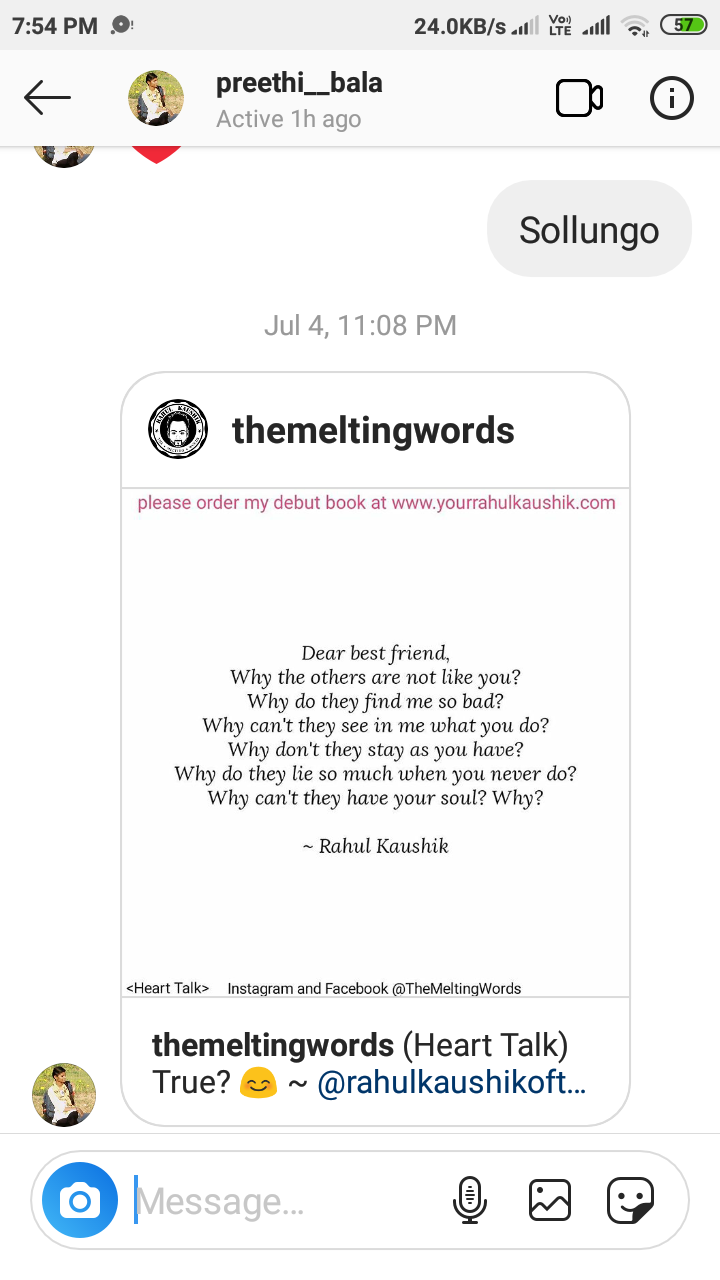 7:54 PM
24.0KB/s
Vo))
LTE
57
preethi__bala
Active 1h ago
Sollungo
Jul 4, 11:08 PM
themeltingwords
please order my debut book at www.yourrahulkaushik.com
Dear best friend,
Why the others are not like you?
Why do they find me so bad?
Why can't they see in me what you do?
Why don't they stay as you have?
Why do they lie so much when you never do?
Why can't they have your soul? Why?
~ Rahul Kaushik
<Heart Talk> Instagram and Facebook @TheMeltingWords
themeltingwords (Heart Talk)
True? 😊 ~ @rahulkaushikoft...
Message...